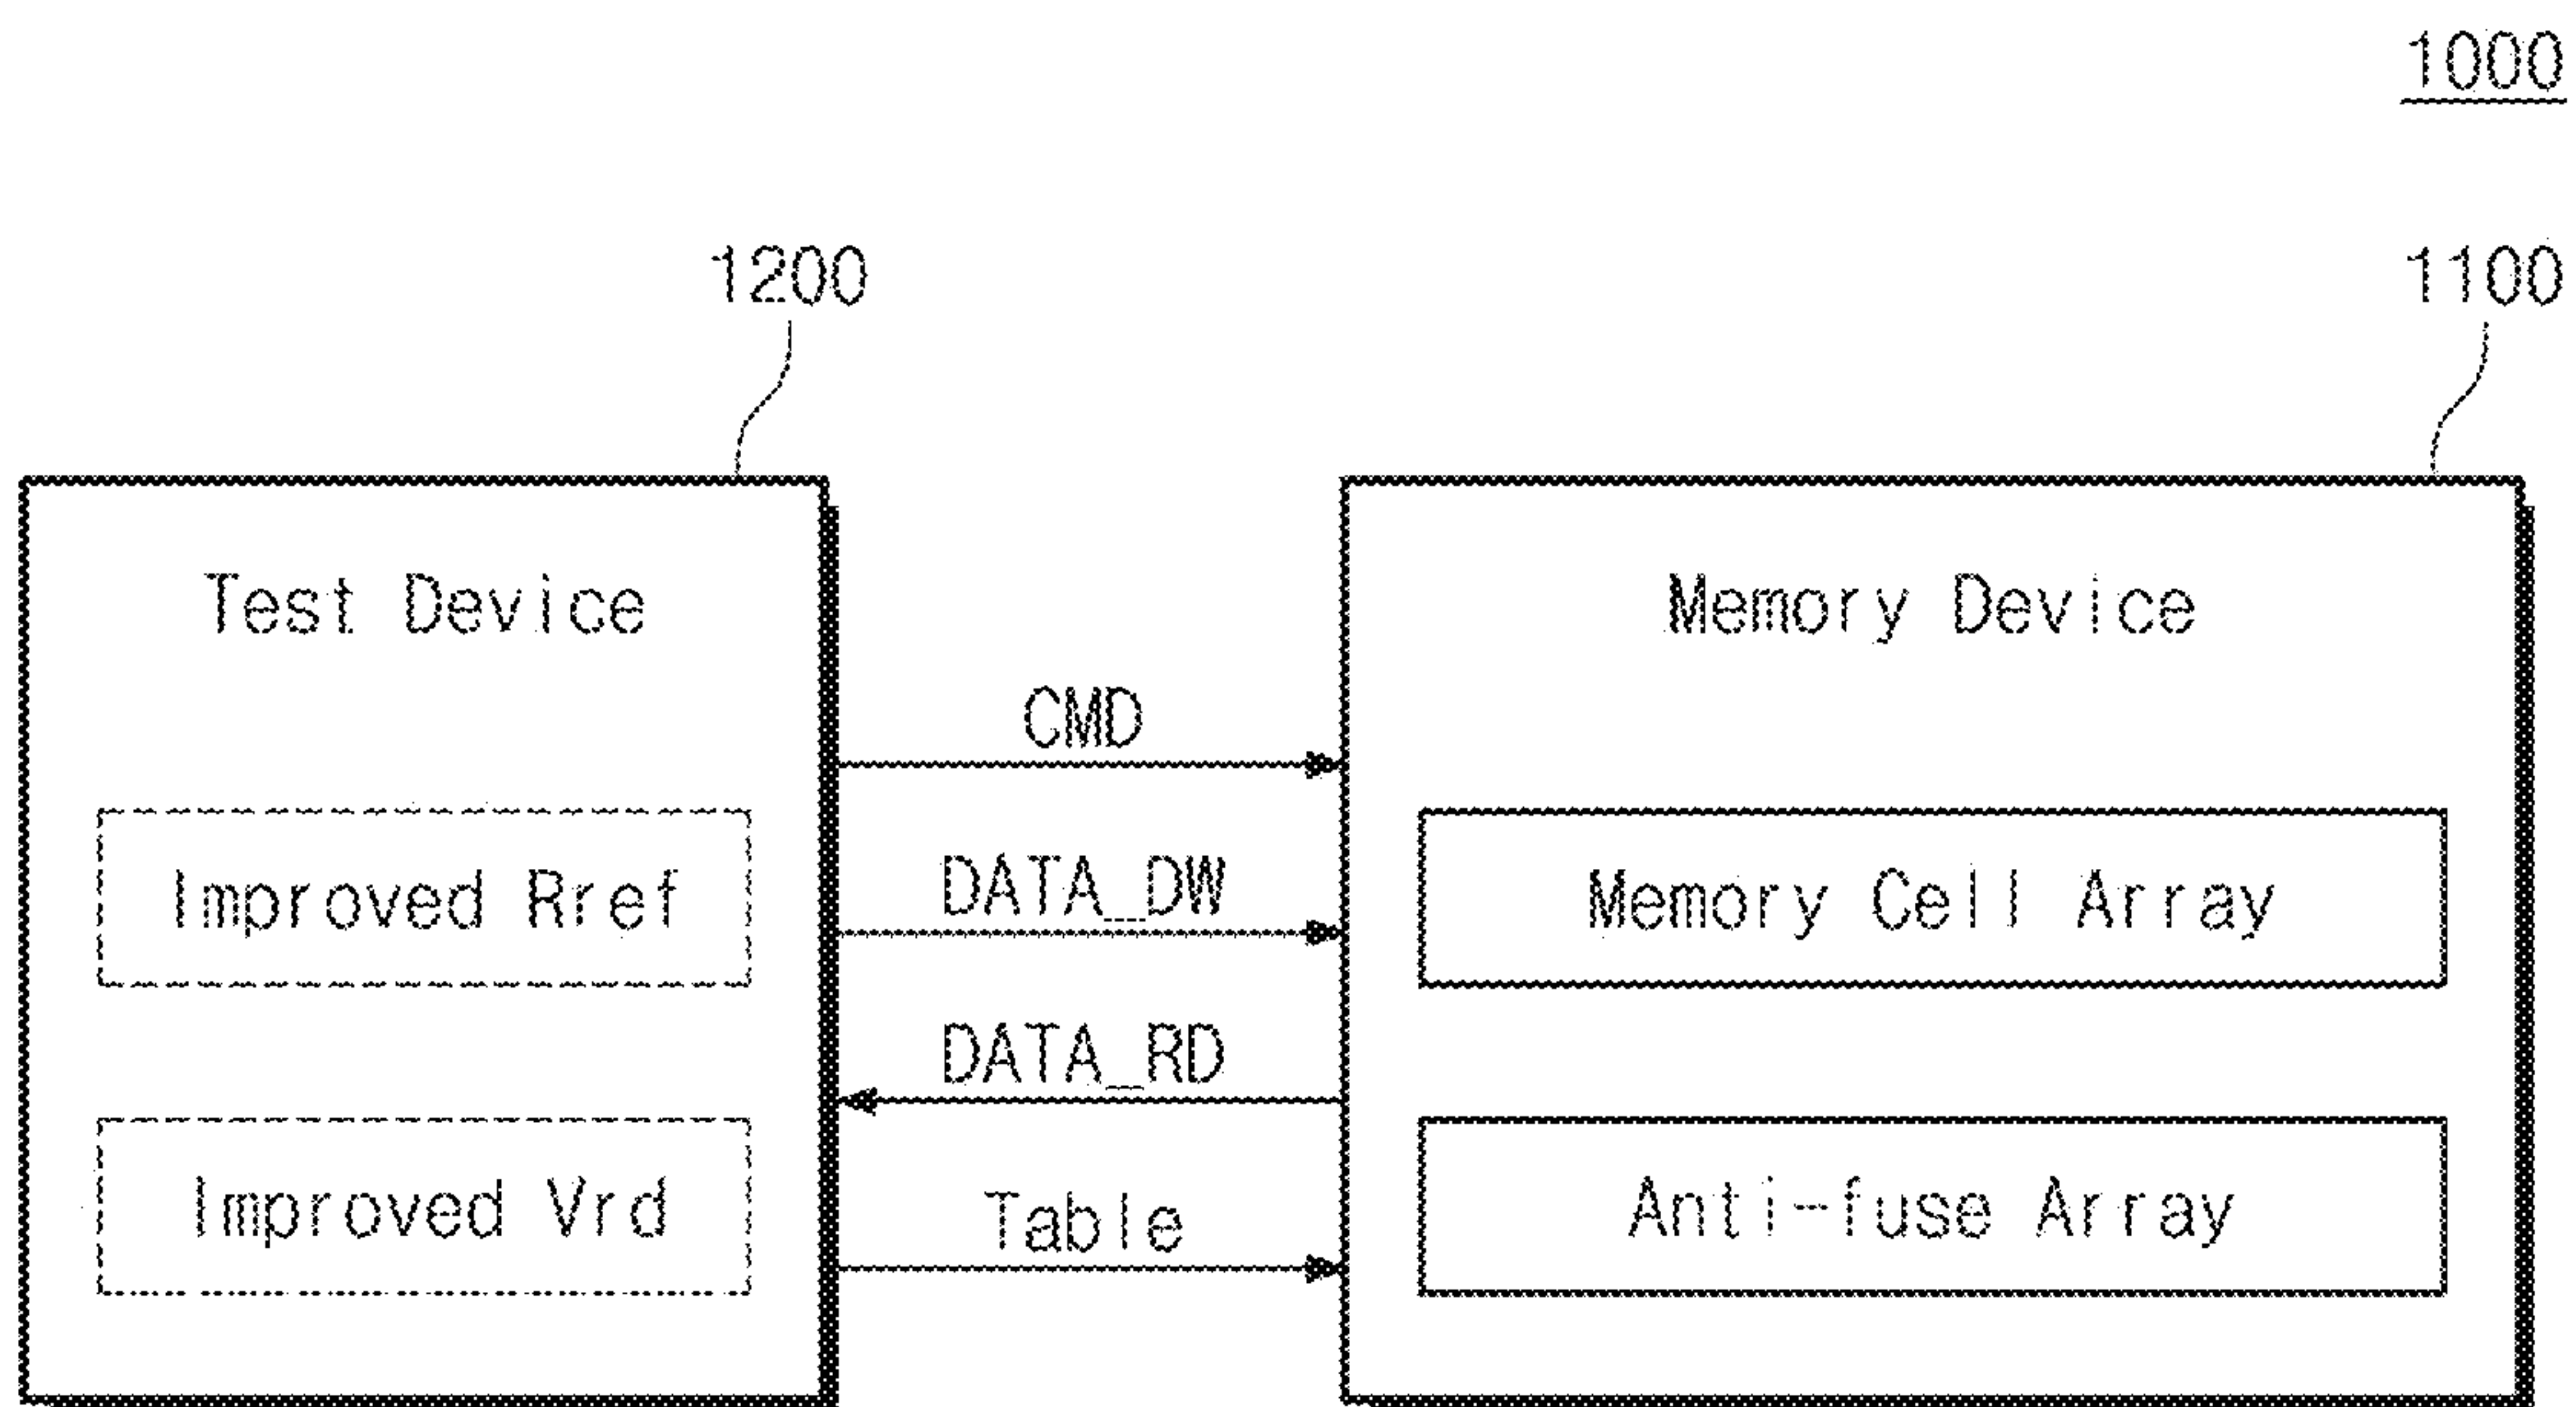 1000
1200
1100
Test Device
Memory Device
CMD
Improved Rref
DATA_DW
Memory Cell Array
DATA_RD
Improved Vrd
Table
Anti-fuse Array